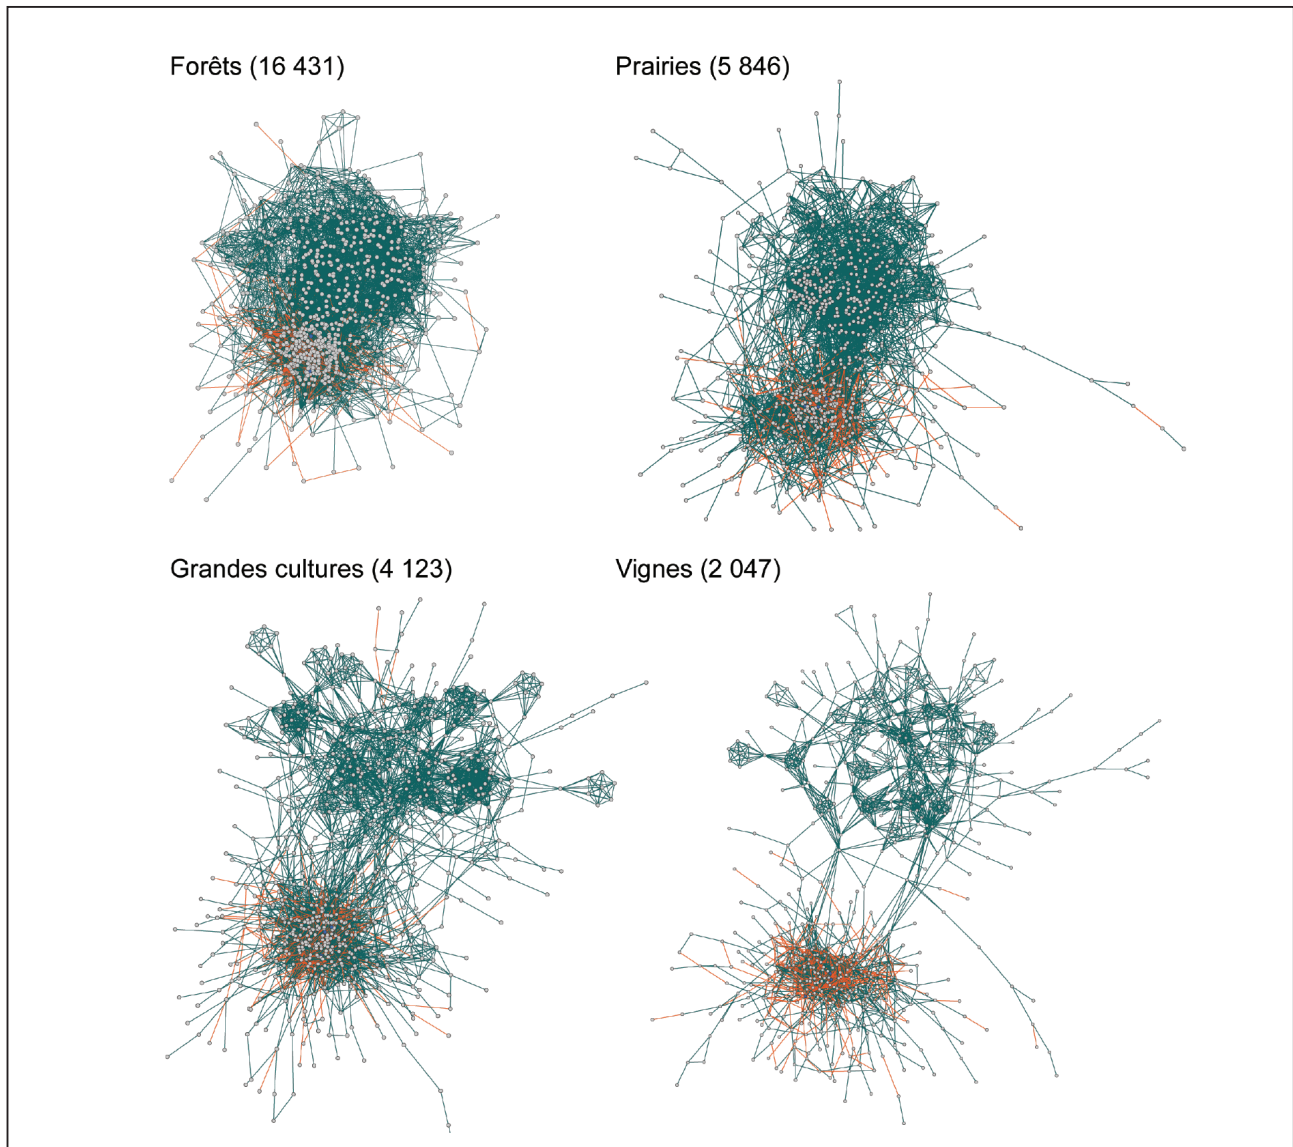 Forêts (16 431)
Prairies (5 846)
Grandes cultures (4 123)
Vignes (2 047)